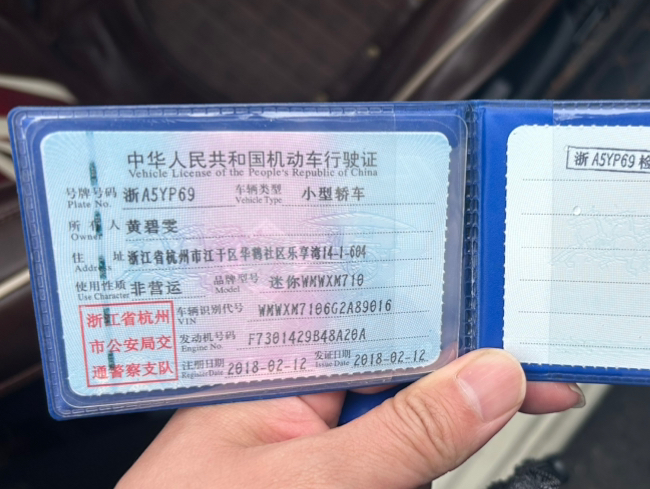 中华人民共和国机动车行驶证
Vehicle License of the People's Republic of China
号牌号码 浙A5YP69 车辆类型 小型轿车
Plate No. Vehicle Type
所有人 黄碧雯
Owner
住址 浙江省杭州市江干区华鹤社区乐享湾14-1-604
Address
使用性质 非营运 品牌型号 迷你WMWXM710
Use Character Model
浙江省杭州
市公安局交
通警察支队
车辆识别代号 WMWXM7106G2A89016
VIN
发动机号码 F7301429B48A20A
Engine No.
注册日期 2018-02-12 发证日期 2018-02-12
Register Date Issue Date
浙A5YP69 检